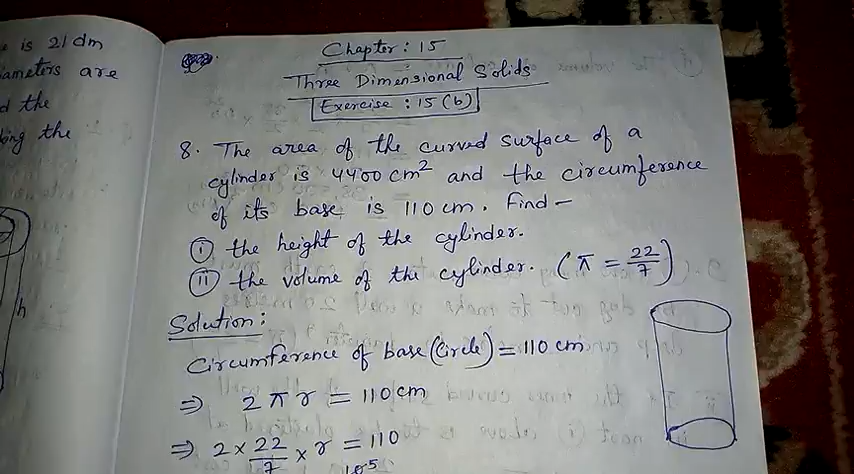 is 21 dm
are
the
the
h
Chapter : 15
Three Dimensional Solids
Exercise : 15 (b)
8. The area of the curved surface of a
cylinder is 4400 cm² and the circumference
of its base is 110 cm. Find –
(i) the height of the cylinder.
(ii) the volume of the cylinder. (π = 22/7)
Solution :
Circumference of base (Circle) = 110 cm
⇒ 2 π r = 110 cm
⇒ 2 × 22/7 × r = 110
10 5